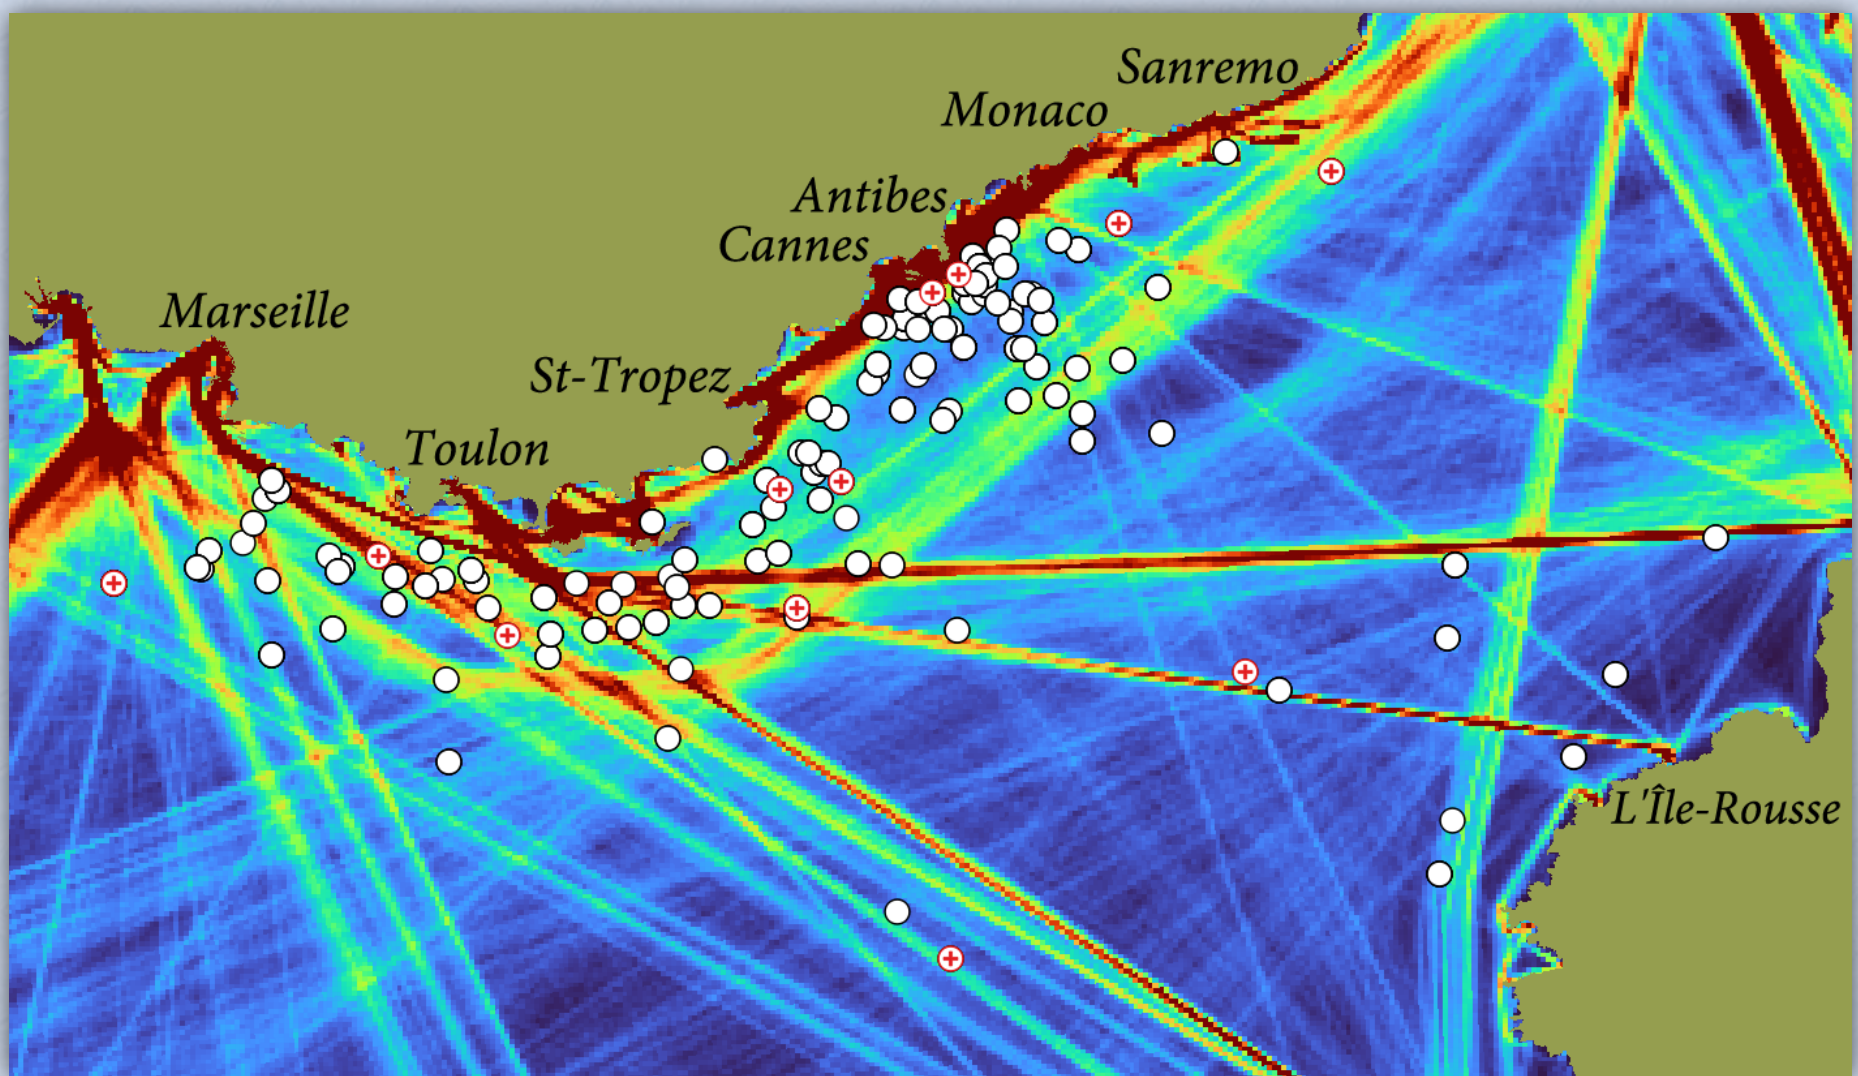 Sanremo
Monaco
Antibes
Cannes
Marseille
St-Tropez
Toulon
L'Île-Rousse